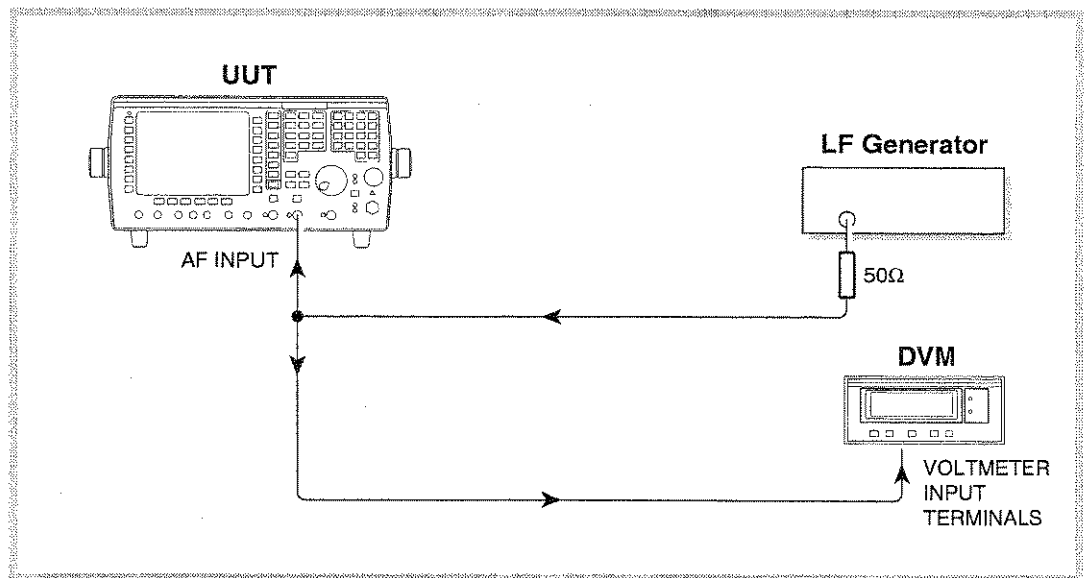 UUT
LF Generator
AF INPUT
50Ω
DVM
VOLTMETER
INPUT
TERMINALS